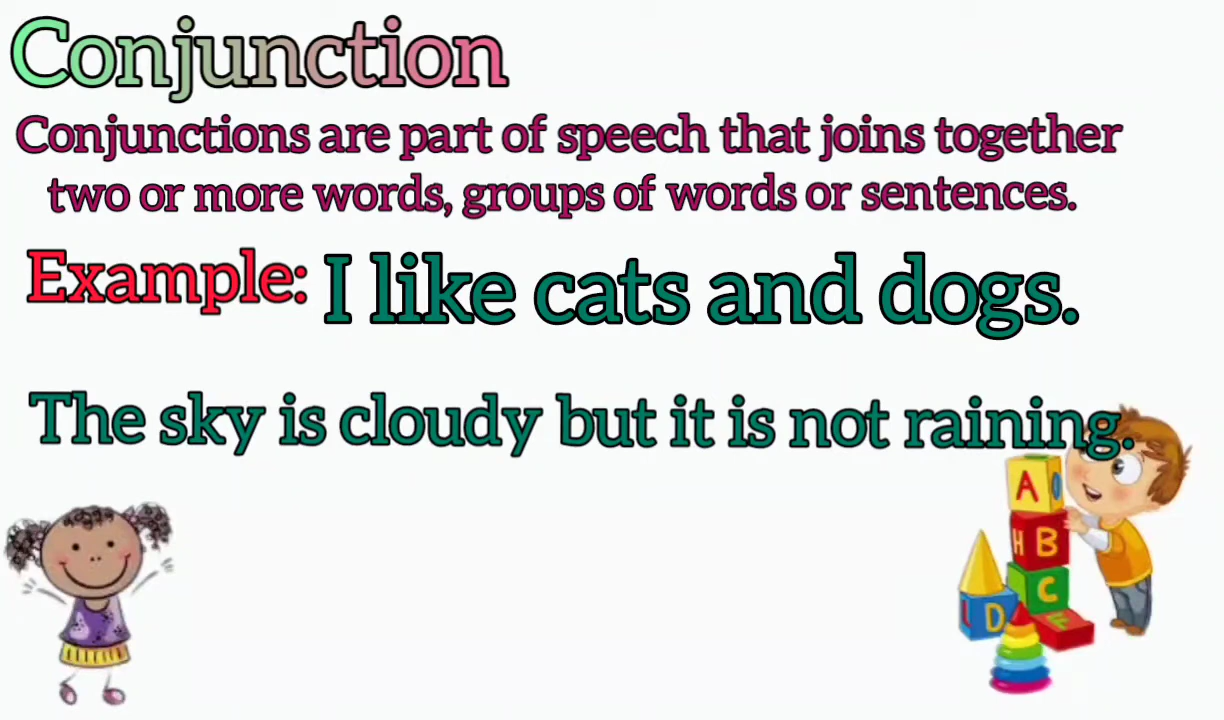 Conjunction
Conjunctions are part of speech that joins together
two or more words, groups of words or sentences.
Example: I like cats and dogs.
The sky is cloudy but it is not raining.
A
H B
C
L D F